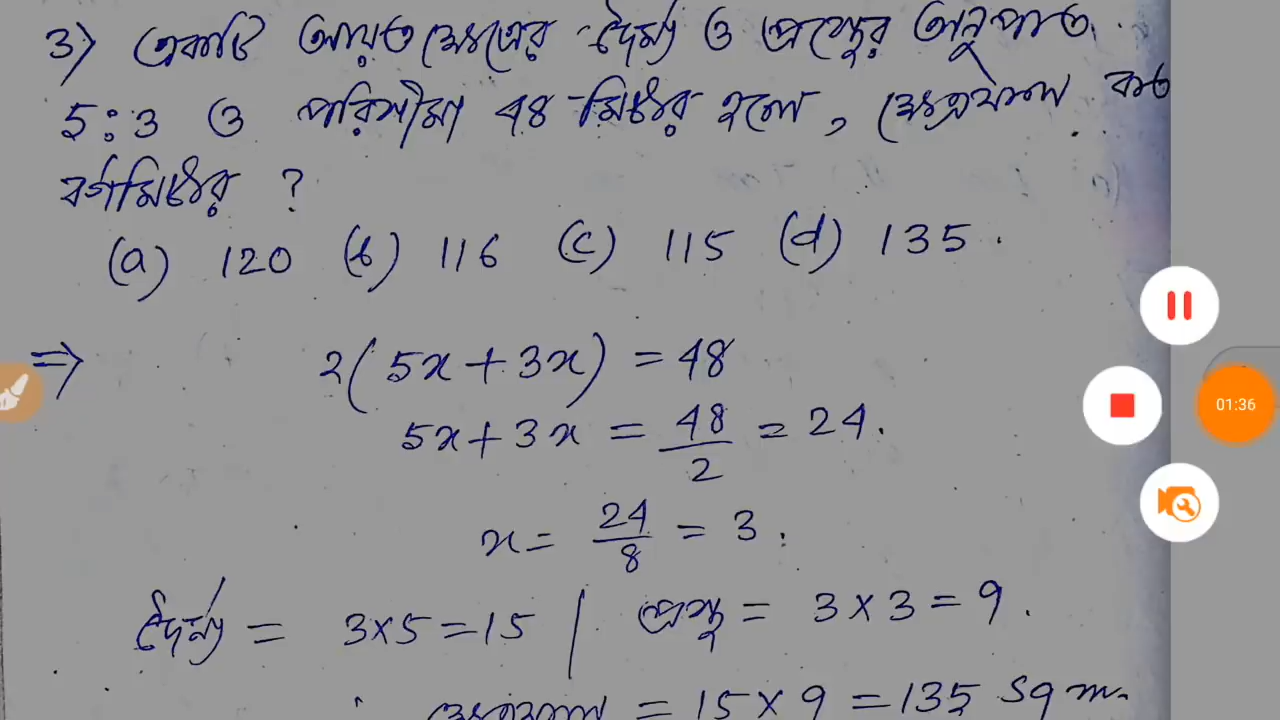 3) একটি আয়তক্ষেত্রের দৈর্ঘ্য ও প্রস্থের অনুপাত
5:3 ও পরিসীমা 48 মিটার হলে, ক্ষেত্রফল কত
বর্গমিটার ?
(a) 120 (b) 116 (c) 115 (d) 135.
⇒ 2(5x+3x) = 48
5x+3x = 48/2 = 24.
x = 24/8 = 3.
দৈর্ঘ্য = 3×5=15 | প্রস্থ = 3×3=9.
ক্ষেত্রফল = 15×9 = 135 sq m.
01:36